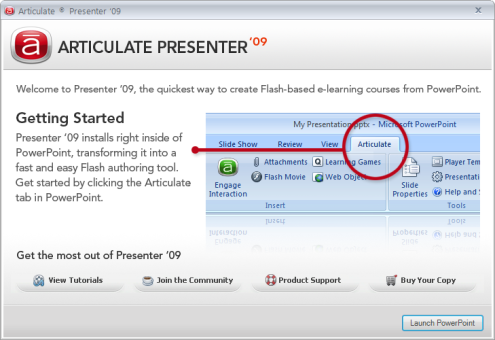 Articulate ® Presenter '09
ARTICULATE PRESENTER '09
Welcome to Presenter '09, the quickest way to create Flash-based e-learning courses from PowerPoint.
Getting Started
Presenter '09 installs right inside of
PowerPoint, transforming it into a
fast and easy Flash authoring tool.
Get started by clicking the Articulate
tab in PowerPoint.
My Presentation.pptx - Microsoft PowerPoint
Slide Show Review View Articulate
Engage
Interaction
Attachments Learning Games
Flash Movie Web Objec
Insert
Slide
Properties
Player Tem
Presentati
Help and S
Tools
Get the most out of Presenter '09
View Tutorials Join the Community Product Support Buy Your Copy
Launch PowerPoint